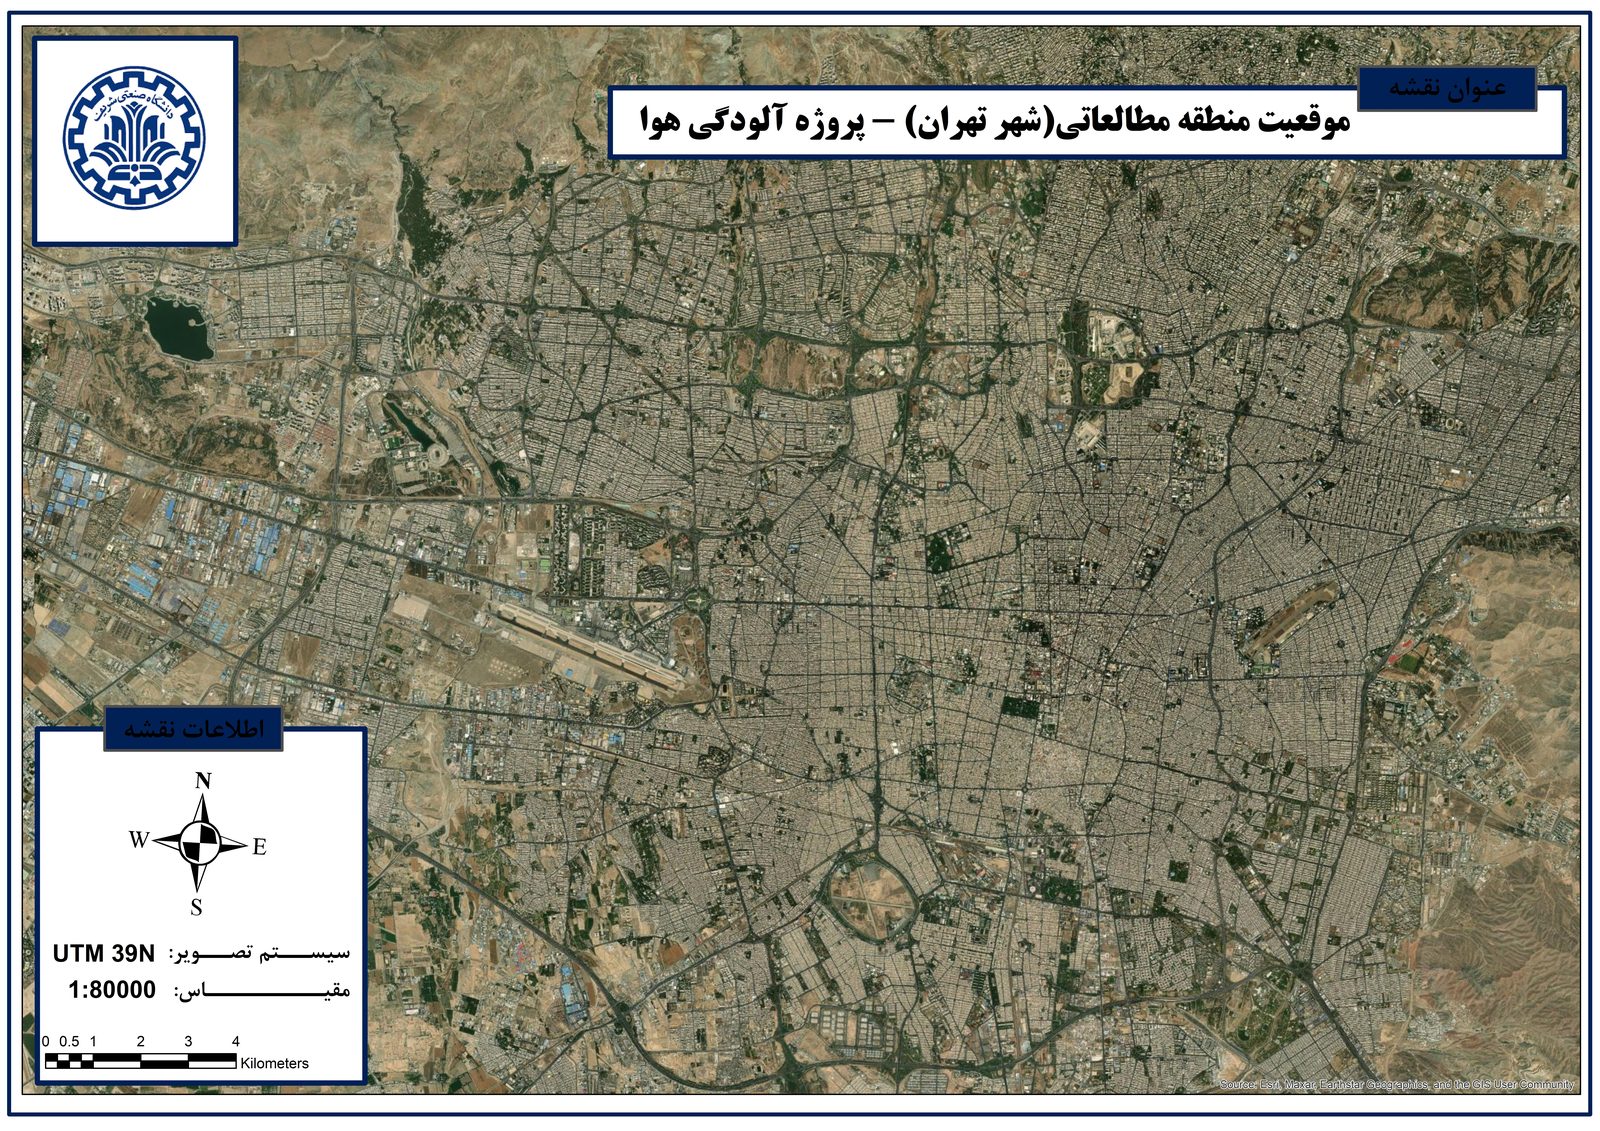 دانشگاه صنعتی شریف
عنوان نقشه
موقعیت منطقه مطالعاتی(شهر تهران) – پروژه آلودگی هوا
اطلاعات نقشه
N
W E
S
سیستم تصویر: UTM 39N
مقیاس: 1:80000
0 0.5 1 2 3 4
Kilometers
Source: Esri, Maxar, Earthstar Geographics, and the GIS User Community